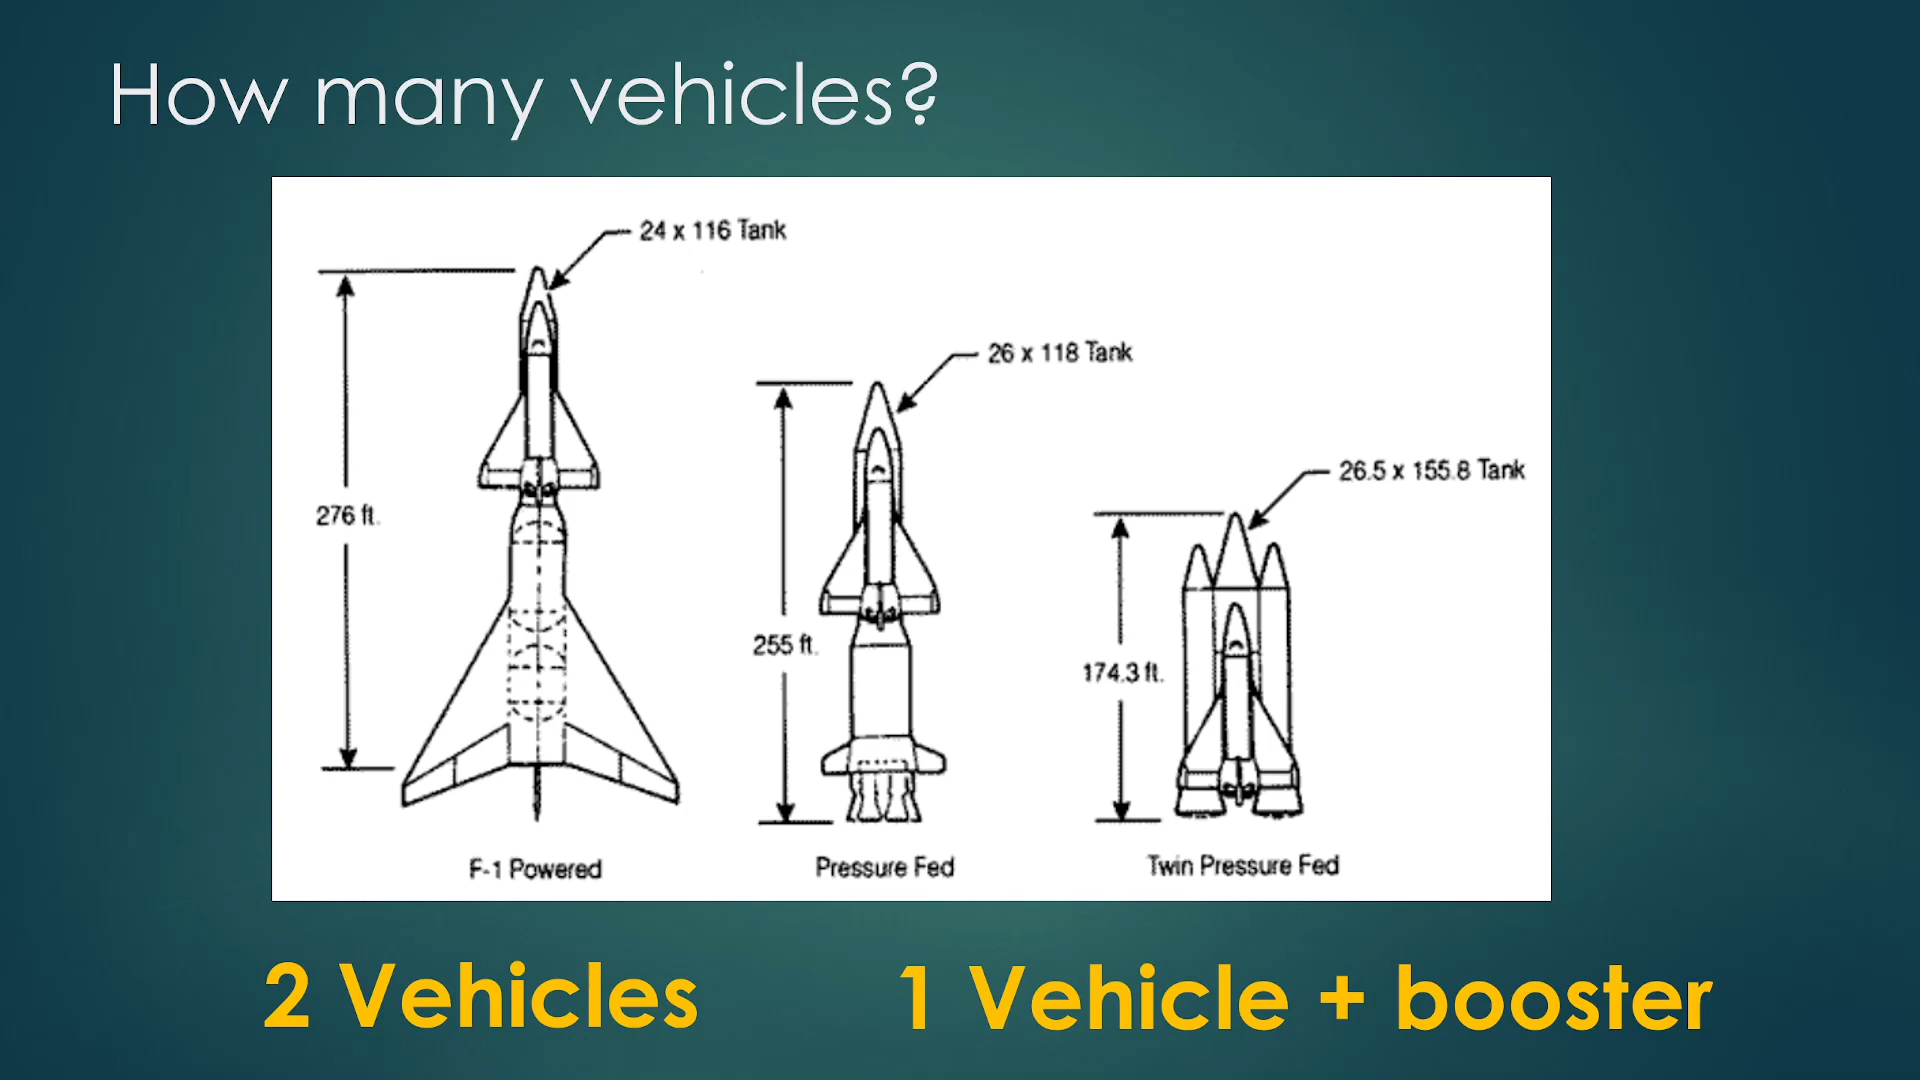 How many vehicles?
24 x 116 Tank
26 x 118 Tank
26.5 x 155.8 Tank
276 ft.
255 ft.
174.3 ft.
F-1 Powered
Pressure Fed
Twin Pressure Fed
2 Vehicles
1 Vehicle + booster